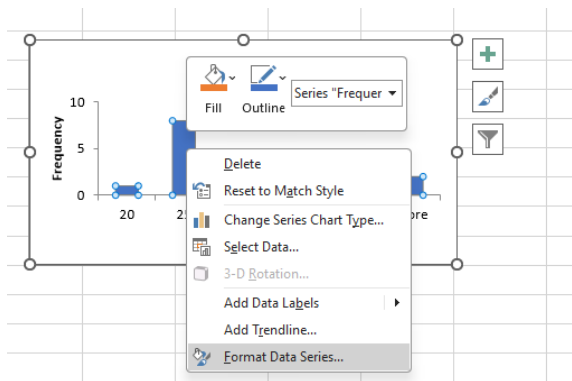 Fill
Outline
Series "Frequer
10
5
0
Frequency
20
2
ore
Delete
Reset to Match Style
Change Series Chart Type...
Select Data...
3-D Rotation...
Add Data Labels
Add Trendline...
Format Data Series...